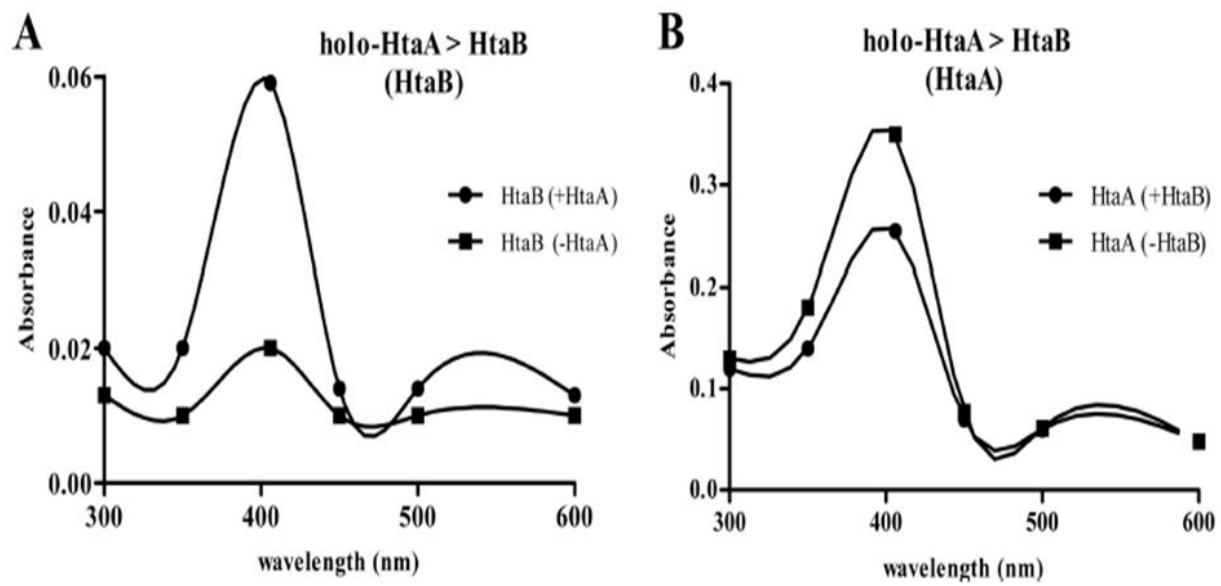 A
holo-HtaA > HtaB
(HtaB)
0.06
0.04
0.02
0.00
Absorbance
HtaB (+HtaA)
HtaB (-HtaA)
300 400 500 600
wavelength (nm)
B
holo-HtaA > HtaB
(HtaA)
0.4
0.3
0.2
0.1
0.0
Absorbance
HtaA (+HtaB)
HtaA (-HtaB)
300 400 500 600
wavelength (nm)